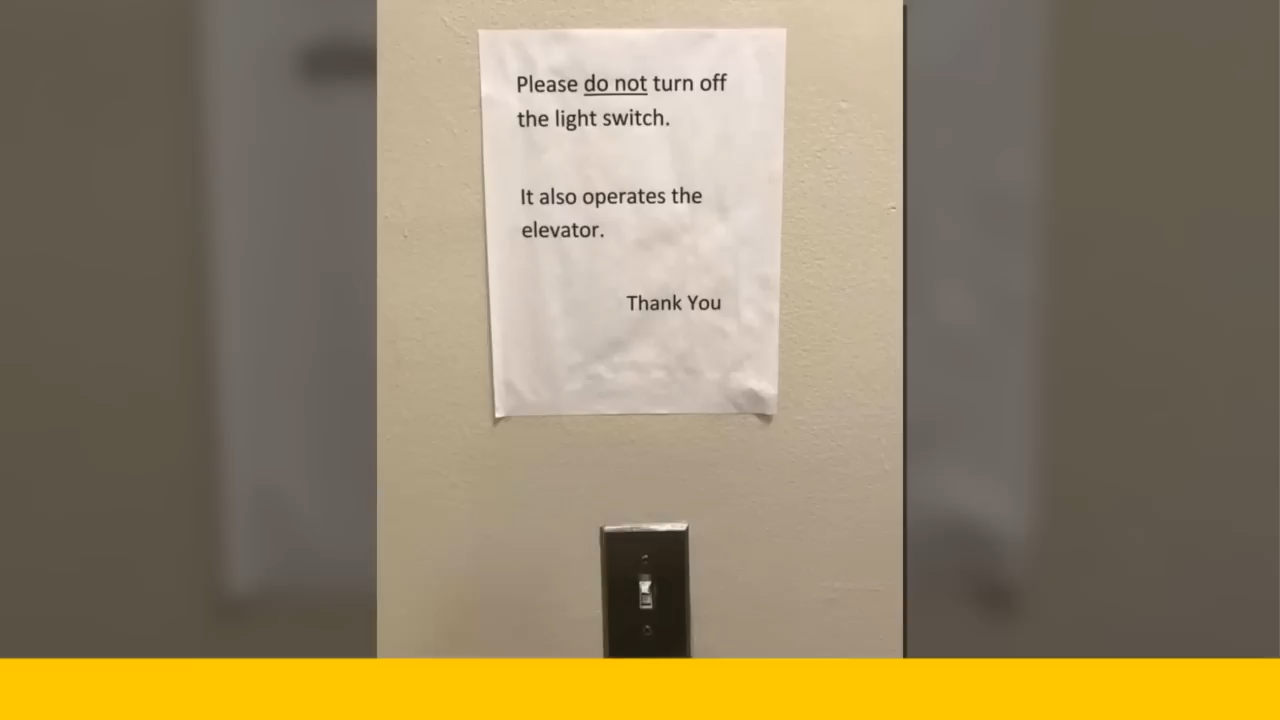 Please do not turn off
the light switch.
It also operates the
elevator.
Thank You